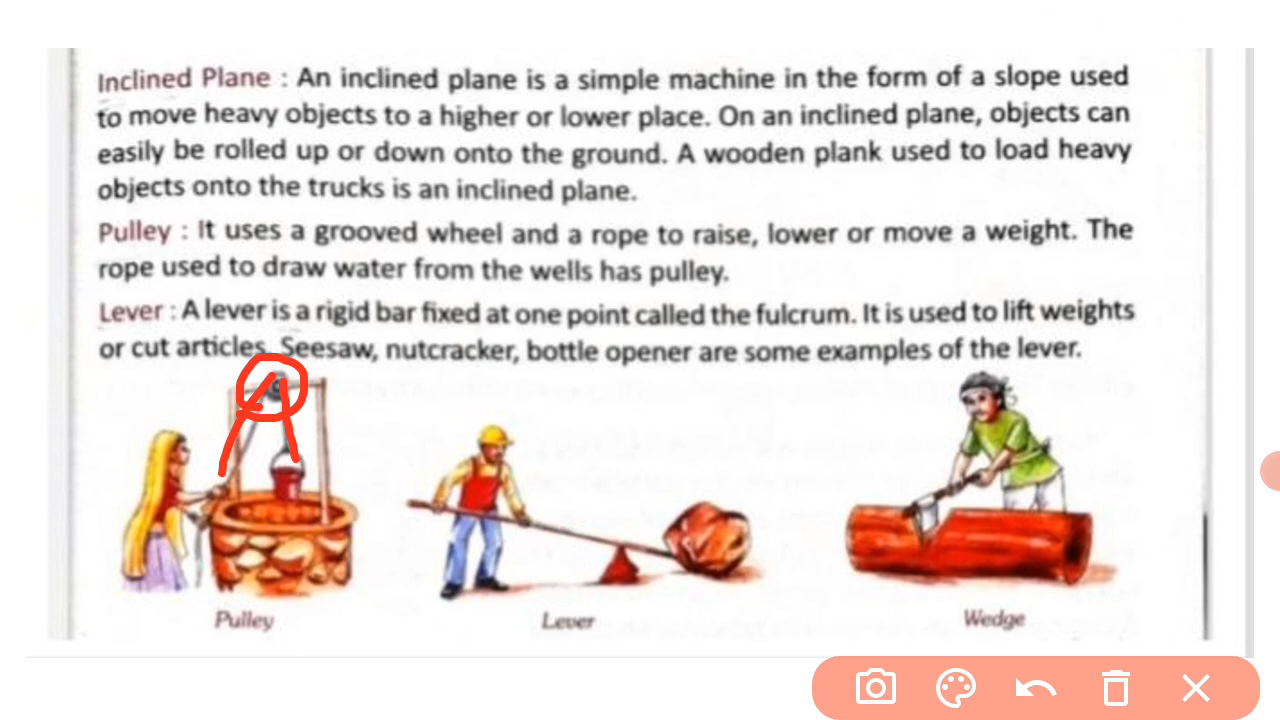 Inclined Plane : An inclined plane is a simple machine in the form of a slope used
to move heavy objects to a higher or lower place. On an inclined plane, objects can
easily be rolled up or down onto the ground. A wooden plank used to load heavy
objects onto the trucks is an inclined plane.
Pulley : It uses a grooved wheel and a rope to raise, lower or move a weight. The
rope used to draw water from the wells has pulley.
Lever : A lever is a rigid bar fixed at one point called the fulcrum. It is used to lift weights
or cut articles. Seesaw, nutcracker, bottle opener are some examples of the lever.
Pulley
Lever
Wedge